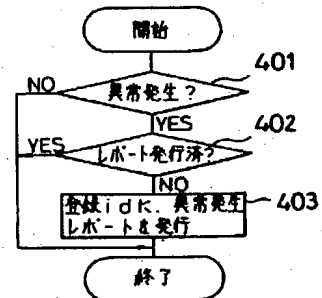 開始
401
異常発生?
NO
YES
402
レポート発行済?
YES
NO
登録idに、異常発生
レポートを発行
403
終了